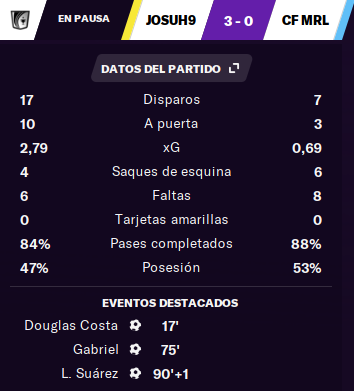 EN PAUSA JOSUH9 3 - 0 CF MRL
DATOS DEL PARTIDO
17 Disparos 7
10 A puerta 3
2,79 xG 0,69
4 Saques de esquina 6
6 Faltas 8
0 Tarjetas amarillas 0
84% Pases completados 88%
47% Posesión 53%
EVENTOS DESTACADOS
Douglas Costa 17'
Gabriel 75'
L. Suárez 90'+1